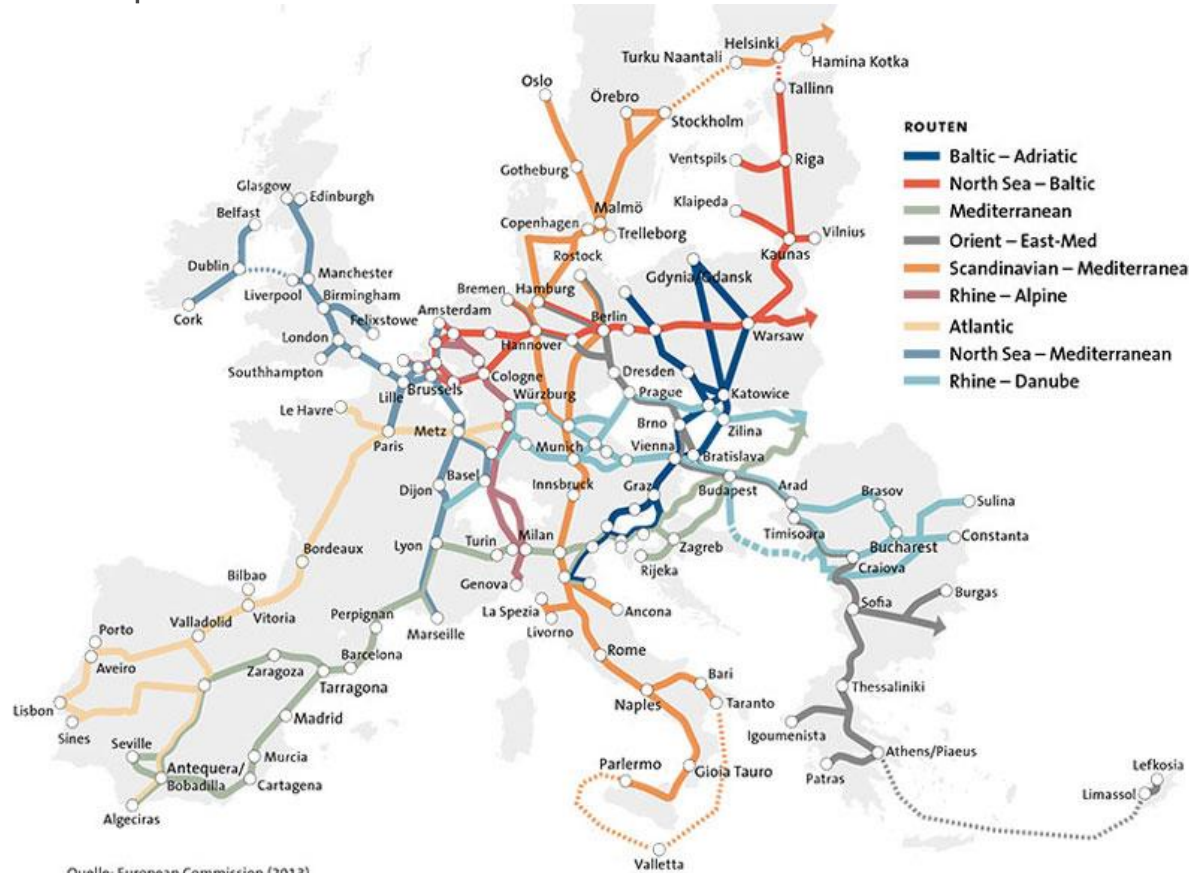 Helsinki
Turku Naantali
Hamina Kotka
Oslo
Örebro
Tallinn
Stockholm
ROUTEN
Baltic – Adriatic
Ventspils
Riga
Gotheburg
North Sea – Baltic
Glasgow
Edinburgh
Klaipeda
Malmö
Mediterranean
Belfast
Copenhagen
Trelleborg
Vilnius
Orient – East-Med
Rostock
Kaunas
Dublin
Manchester
Gdynia/Gdansk
Scandinavian – Mediterranea
Liverpool
Birmingham
Bremen
Hamburg
Rhine – Alpine
Cork
Felixstowe
Amsterdam
Berlin
Atlantic
London
Hannover
Warsaw
North Sea – Mediterranean
Southhampton
Cologne
Dresden
Rhine – Danube
Lille
Brussels
Würzburg
Prague
Katowice
Le Havre
Metz
Brno
Zilina
Paris
Munich
Vienna
Bratislava
Basel
Innsbruck
Graz
Budapest
Arad
Brasov
Sulina
Dijon
Timisoara
Constanta
Lyon
Turin
Milan
Zagreb
Bucharest
Bordeaux
Rijeka
Craiova
Bilbao
Genova
Burgas
Vitoria
La Spezia
Ancona
Sofia
Valladolid
Perpignan
Livorno
Porto
Marseille
Aveiro
Barcelona
Rome
Zaragoza
Tarragona
Bari
Thessaliniki
Lisbon
Madrid
Naples
Taranto
Sines
Igoumenista
Seville
Murcia
Athens/Piaeus
Antequera/
Bobadilla
Cartagena
Parlermo
Gioia Tauro
Patras
Lefkosia
Limassol
Algeciras
Valletta
Quelle: European Commission (2013)